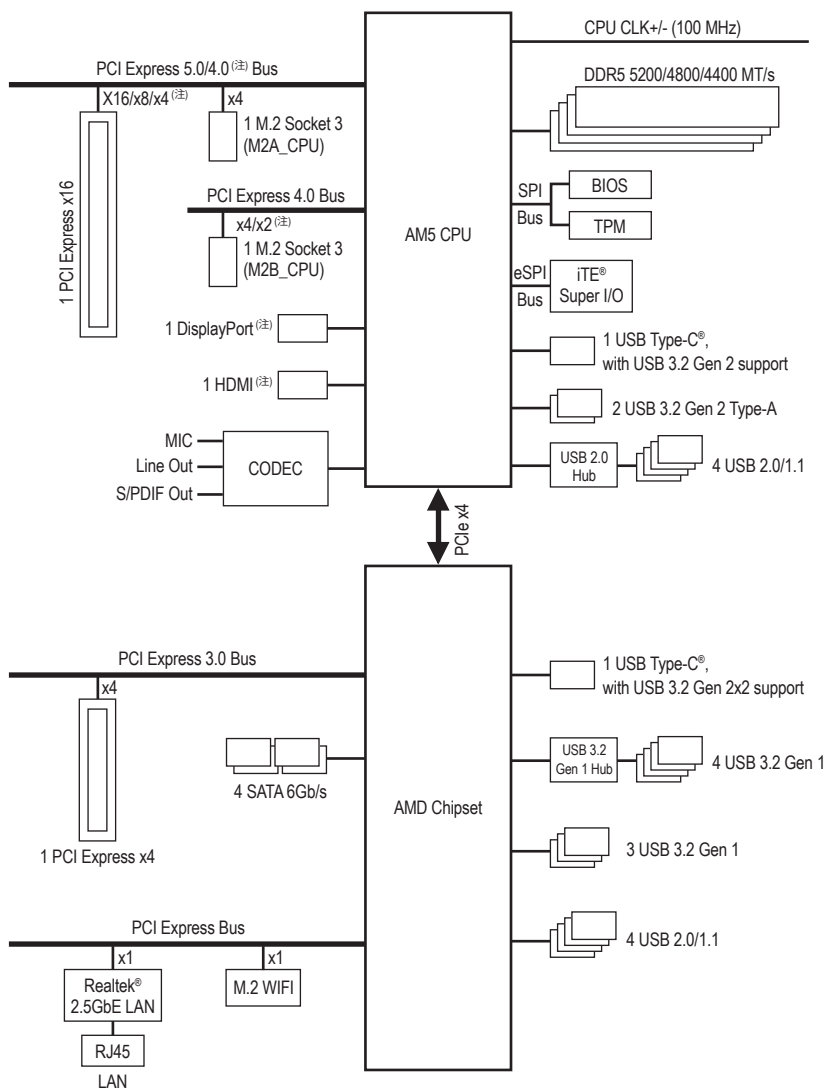 CPU CLK+/- (100 MHz)
PCI Express 5.0/4.0 (注) Bus
DDR5 5200/4800/4400 MT/s
X16/x8/x4 (注)
x4
1 M.2 Socket 3
(M2A_CPU)
1 PCI Express x16
PCI Express 4.0 Bus
x4/x2 (注)
1 M.2 Socket 3
(M2B_CPU)
AM5 CPU
SPI
Bus
BIOS
TPM
eSPI
Bus
iTE®
Super I/O
1 DisplayPort (注)
1 USB Type-C®,
with USB 3.2 Gen 2 support
1 HDMI (注)
2 USB 3.2 Gen 2 Type-A
MIC
Line Out
S/PDIF Out
CODEC
USB 2.0
Hub
4 USB 2.0/1.1
PCIe x4
PCI Express 3.0 Bus
x4
1 PCI Express x4
1 USB Type-C®,
with USB 3.2 Gen 2x2 support
4 SATA 6Gb/s
AMD Chipset
USB 3.2
Gen 1 Hub
4 USB 3.2 Gen 1
3 USB 3.2 Gen 1
PCI Express Bus
4 USB 2.0/1.1
x1
x1
Realtek®
2.5GbE LAN
M.2 WIFI
RJ45
LAN